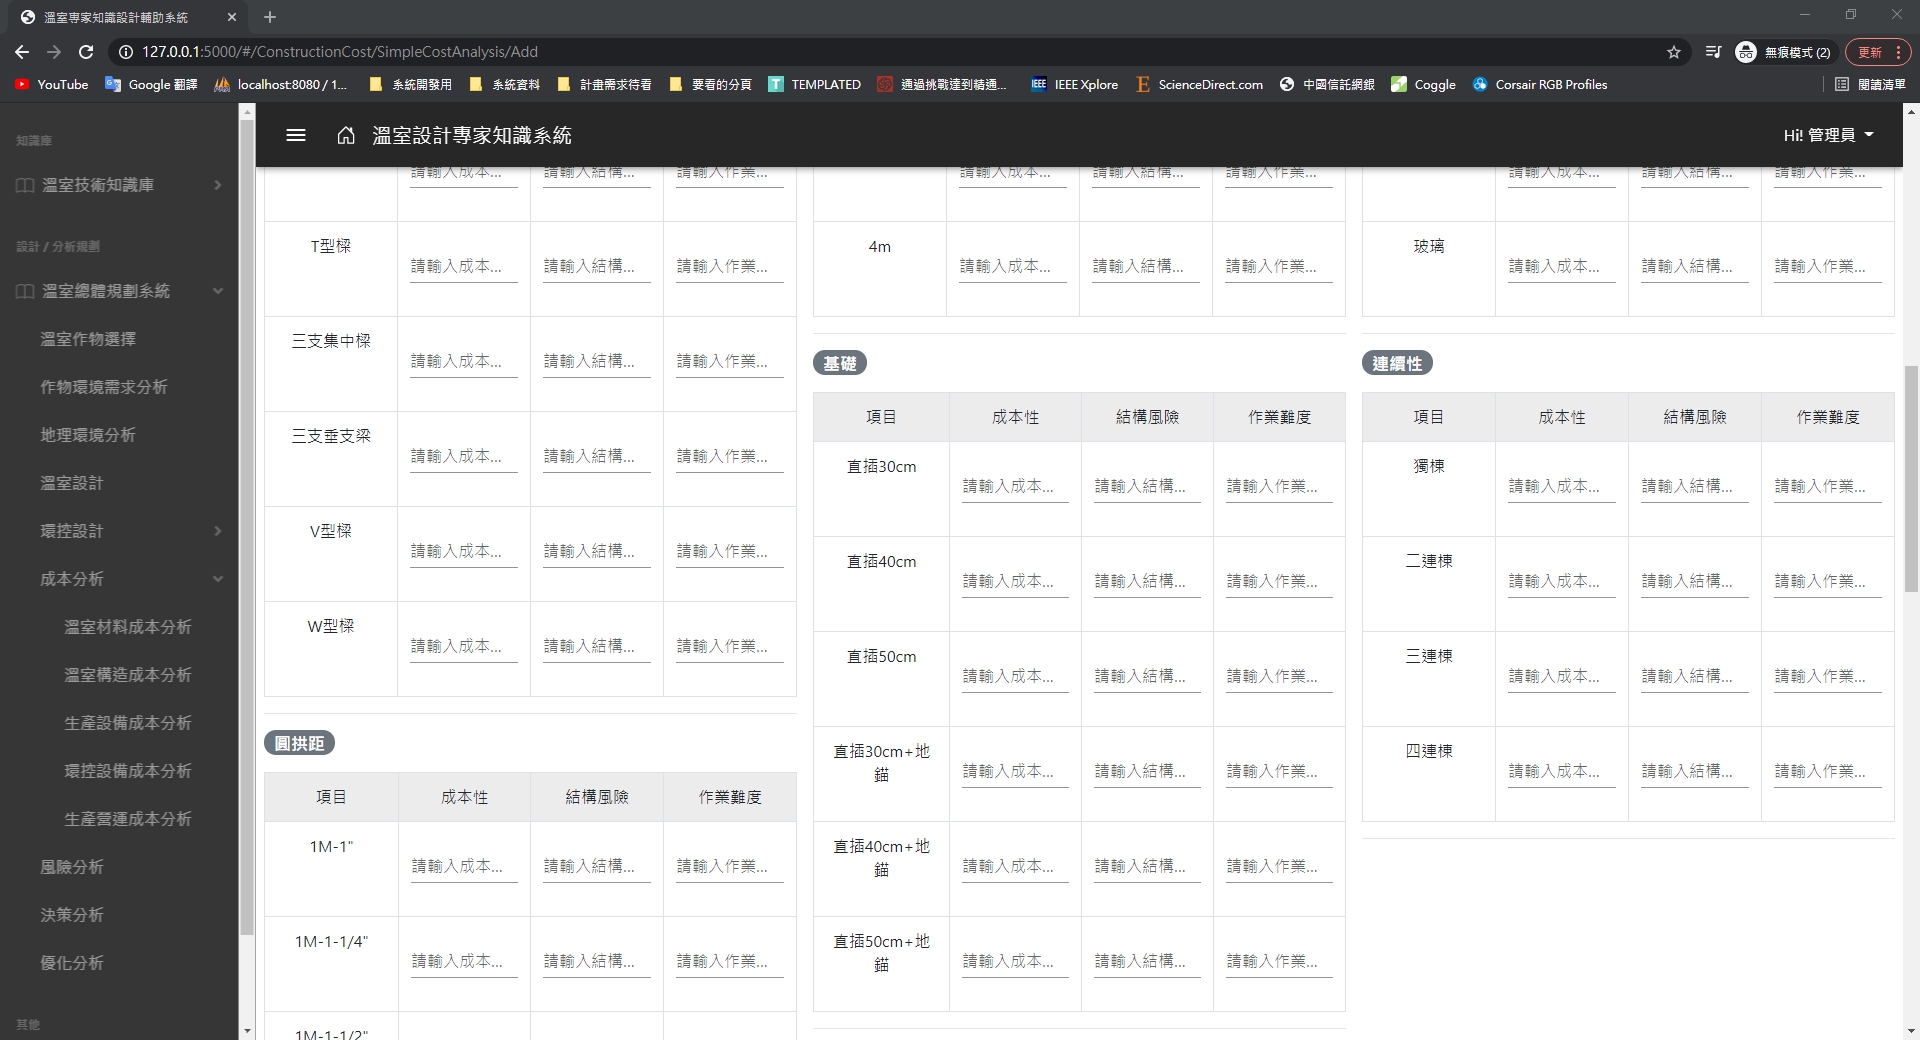 溫室專家知識設計輔助系統
127.0.0.1:5000/#/ConstructionCost/SimpleCostAnalysis/Add
無痕模式 (2)
更新
YouTube
Google 翻譯
localhost:8080 / 1...
系統開發用
系統資料
計畫需求待看
要看的分頁
TEMPLATED
通過挑戰達到精通...
IEEE Xplore
ScienceDirect.com
中國信託網銀
Coggle
Corsair RGB Profiles
閱讀清單
溫室設計專家知識系統
Hi! 管理員
知識庫
溫室技術知識庫
設計 / 分析規劃
溫室總體規劃系統
溫室作物選擇
作物環境需求分析
地理環境分析
溫室設計
環控設計
成本分析
溫室材料成本分析
溫室構造成本分析
生產設備成本分析
環控設備成本分析
生產營運成本分析
風險分析
決策分析
優化分析
其他
請輸入成本... 請輸入結構... 請輸入作業...
T型樑 請輸入成本... 請輸入結構... 請輸入作業...
三支集中樑 請輸入成本... 請輸入結構... 請輸入作業...
三支垂支梁 請輸入成本... 請輸入結構... 請輸入作業...
V型樑 請輸入成本... 請輸入結構... 請輸入作業...
W型樑 請輸入成本... 請輸入結構... 請輸入作業...
圓拱距
項目 成本性 結構風險 作業難度
1M-1" 請輸入成本... 請輸入結構... 請輸入作業...
1M-1-1/4" 請輸入成本... 請輸入結構... 請輸入作業...
1M-1-1/2"
請輸入成本... 請輸入結構... 請輸入作業...
4m 請輸入成本... 請輸入結構... 請輸入作業...
基礎
項目 成本性 結構風險 作業難度
直插30cm 請輸入成本... 請輸入結構... 請輸入作業...
直插40cm 請輸入成本... 請輸入結構... 請輸入作業...
直插50cm 請輸入成本... 請輸入結構... 請輸入作業...
直插30cm+地
錨 請輸入成本... 請輸入結構... 請輸入作業...
直插40cm+地
錨 請輸入成本... 請輸入結構... 請輸入作業...
直插50cm+地
錨 請輸入成本... 請輸入結構... 請輸入作業...
請輸入成本... 請輸入結構... 請輸入作業...
玻璃 請輸入成本... 請輸入結構... 請輸入作業...
連續性
項目 成本性 結構風險 作業難度
獨棟 請輸入成本... 請輸入結構... 請輸入作業...
二連棟 請輸入成本... 請輸入結構... 請輸入作業...
三連棟 請輸入成本... 請輸入結構... 請輸入作業...
四連棟 請輸入成本... 請輸入結構... 請輸入作業...